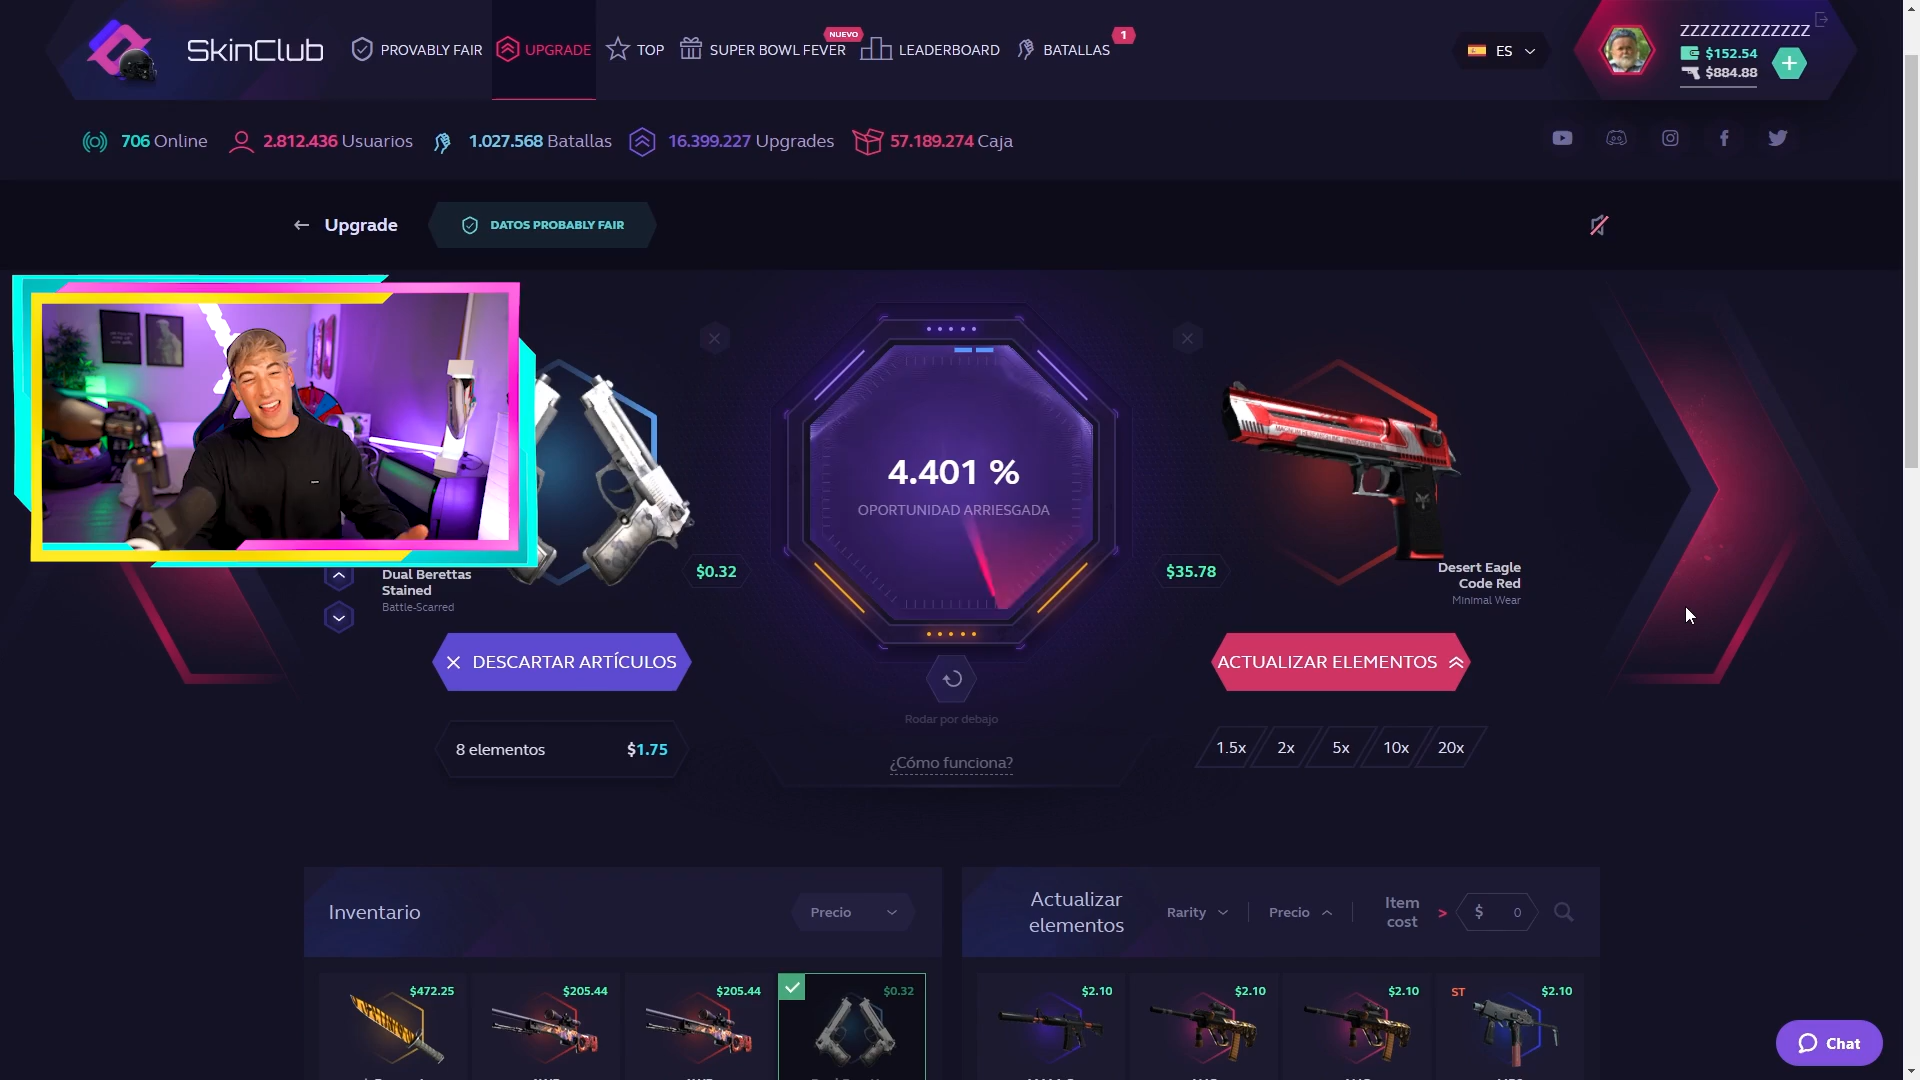 SkinClub
PROVABLY FAIR
UPGRADE
TOP
SUPER BOWL FEVER
NUEVO
LEADERBOARD
BATALLAS
1
ES
ZZZZZZZZZZZZZ
$152.54
$884.88
706 Online
2.812.436 Usuarios
1.027.568 Batallas
16.399.227 Upgrades
57.189.274 Caja
Upgrade
DATOS PROBABLY FAIR
4.401 %
OPORTUNIDAD ARRIESGADA
Dual Berettas
Stained
Battle-Scarred
$0.32
$35.78
Desert Eagle
Code Red
Minimal Wear
DESCARTAR ARTÍCULOS
ACTUALIZAR ELEMENTOS
Rodar por debajo
8 elementos
$1.75
¿Cómo funciona?
1.5x
2x
5x
10x
20x
Inventario
Precio
Actualizar
elementos
Rarity
Precio
Item
cost
>
$ 0
$472.25
$205.44
$205.44
$0.32
$2.10
$2.10
$2.10
ST
$2.10
Chat